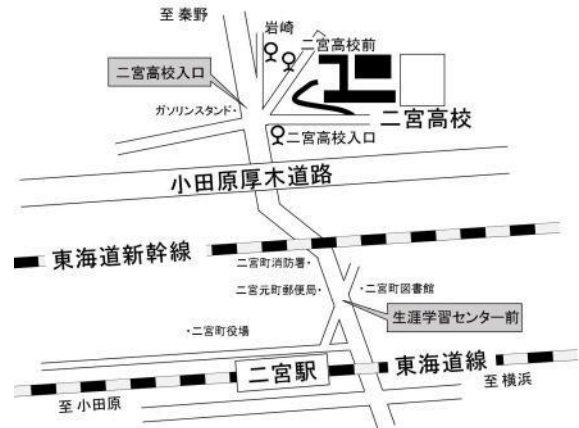 至 秦野
岩崎
二宮高校前
二宮高校入口
ガソリンスタンド
二宮高校
二宮高校入口
小田原厚木道路
東海道新幹線
二宮町消防署
二宮元町郵便局
二宮町図書館
生涯学習センター前
二宮町役場
二宮駅
東海道線
至 小田原
至 横浜